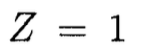 Z = 1